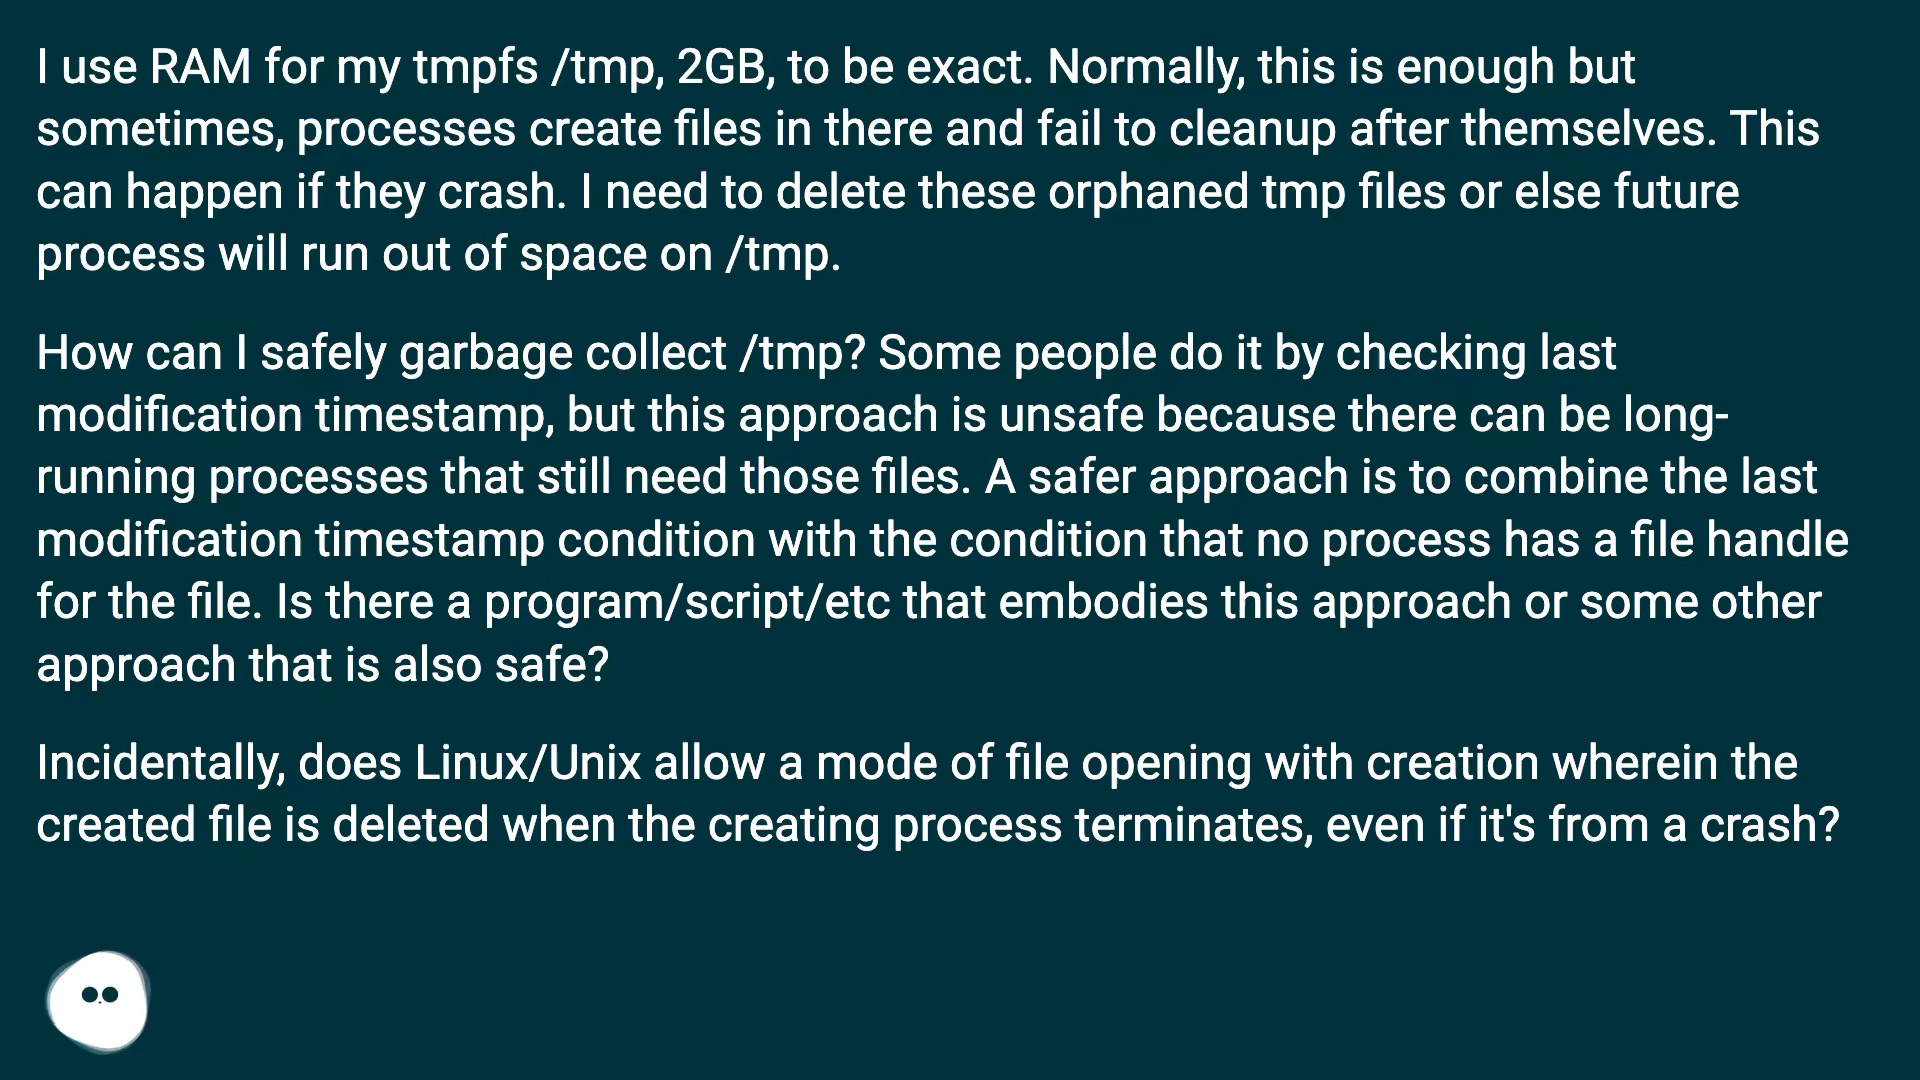 I use RAM for my tmpfs /tmp, 2GB, to be exact. Normally, this is enough but
sometimes, processes create files in there and fail to cleanup after themselves. This
can happen if they crash. I need to delete these orphaned tmp files or else future
process will run out of space on /tmp.
How can I safely garbage collect /tmp? Some people do it by checking last
modification timestamp, but this approach is unsafe because there can be long-
running processes that still need those files. A safer approach is to combine the last
modification timestamp condition with the condition that no process has a file handle
for the file. Is there a program/script/etc that embodies this approach or some other
approach that is also safe?
Incidentally, does Linux/Unix allow a mode of file opening with creation wherein the
created file is deleted when the creating process terminates, even if it's from a crash?